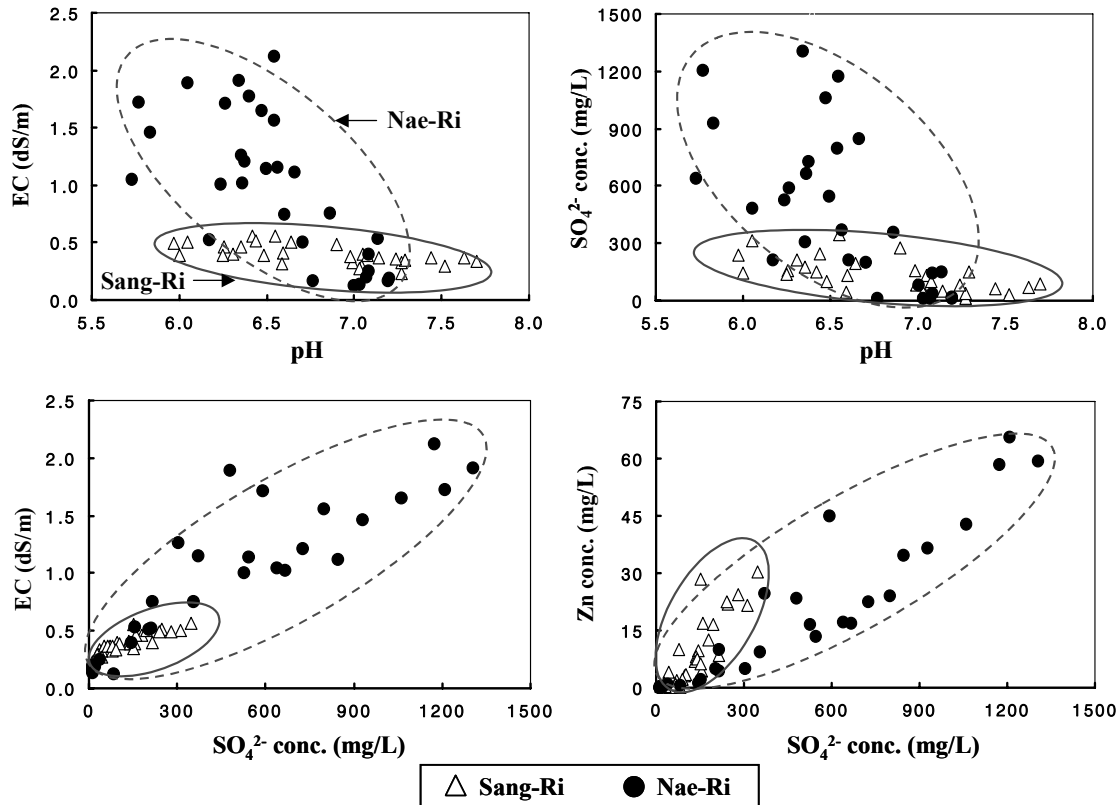 2.5
2.0
1.5
1.0
0.5
0.0
EC (dS/m)
5.5 6.0 6.5 7.0 7.5 8.0
pH
Nae-Ri
Sang-Ri
1500
1200
900
600
300
0
SO₄²⁻ conc. (mg/L)
5.5 6.0 6.5 7.0 7.5 8.0
pH
2.5
2.0
1.5
1.0
0.5
0.0
EC (dS/m)
0 300 600 900 1200 1500
SO₄²⁻ conc. (mg/L)
75
60
45
30
15
0
Zn conc. (mg/L)
0 300 600 900 1200 1500
SO₄²⁻ conc. (mg/L)
△ Sang-Ri ● Nae-Ri